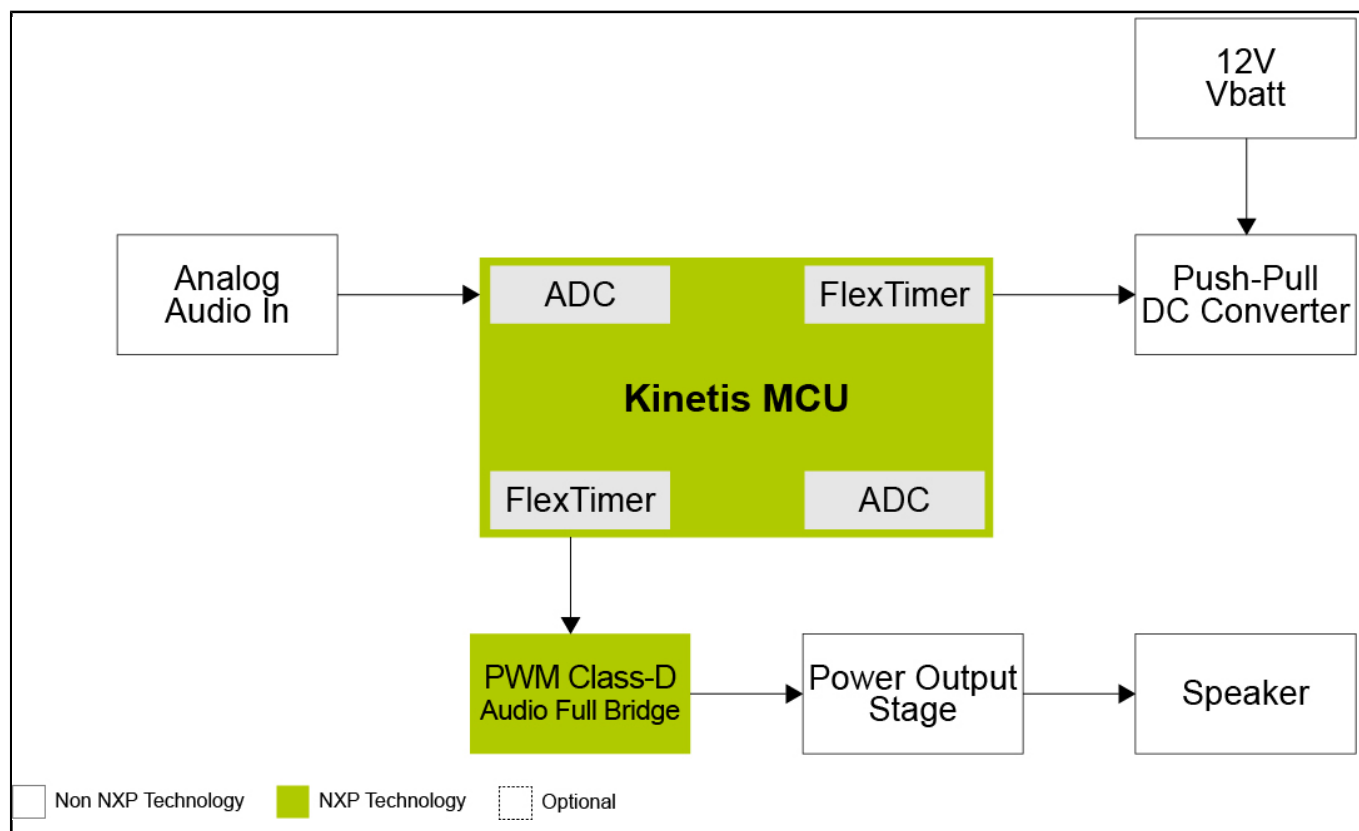 12V
Vbatt
Analog
Audio In
ADC
FlexTimer
Push-Pull
DC Converter
Kinetis MCU
FlexTimer
ADC
PWM Class-D
Audio Full Bridge
Power Output
Stage
Speaker
Non NXP Technology
NXP Technology
Optional